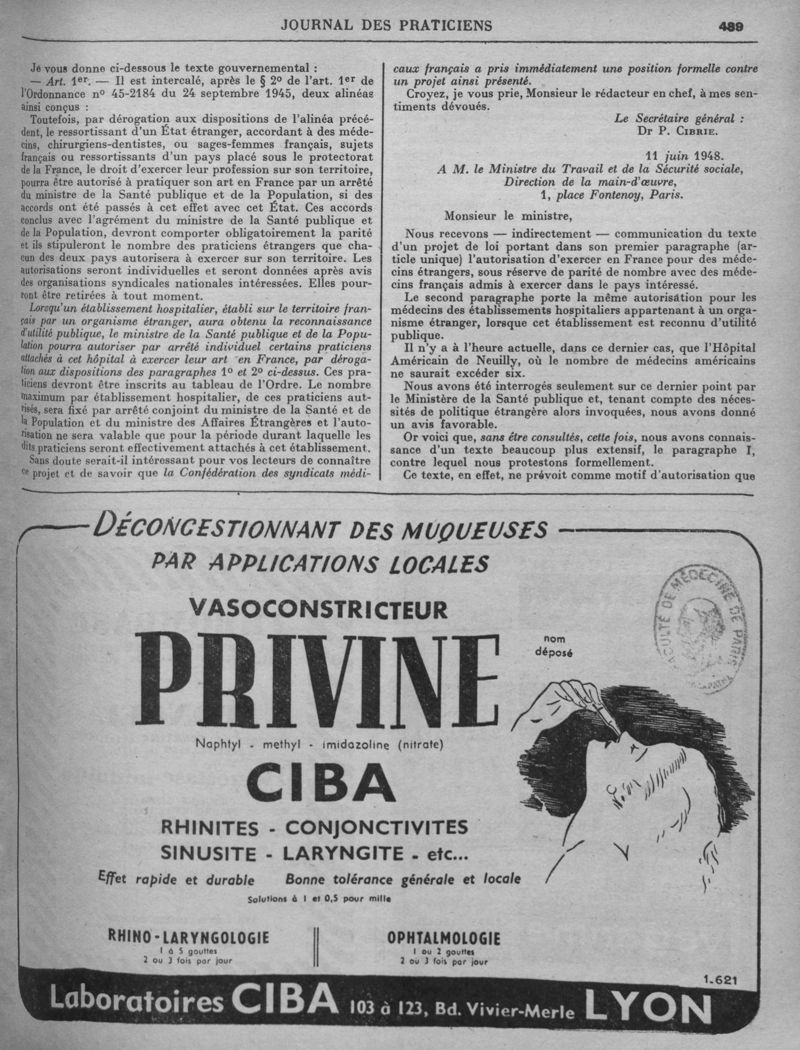 JOURNAL DES PRATICIENS
489
Je vous donne ci-dessous le texte gouvernemental :
— Art. 1er. — Il est intercalé, après le § 2º de l'art. 1er de
l'Ordonnance nº 45-2184 du 24 septembre 1945, deux alinéas
ainsi conçus :
Toutefois, par dérogation aux dispositions de l'alinéa précé-
dent, le ressortissant d'un État étranger, accordant à des méde-
cins, chirurgiens-dentistes, ou sages-femmes français, sujets
français ou ressortissants d'un pays placé sous le protectorat
de la France, le droit d'exercer leur profession sur son territoire,
pourra être autorisé à pratiquer son art en France par un arrêté
du ministre de la Santé publique et de la Population, si des
accords ont été passés à cet effet avec cet État. Ces accords
conclus avec l'agrément du ministre de la Santé publique et
de la Population, devront comporter obligatoirement la parité
et ils stipuleront le nombre des praticiens étrangers que cha-
cun des deux pays autorisera à exercer sur son territoire. Les
autorisations seront individuelles et seront données après avis
des organisations syndicales nationales intéressées. Elles pour-
ront être retirées à tout moment.
Lorsqu'un établissement hospitalier, établi sur le territoire fran-
çais par un organisme étranger, aura obtenu la reconnaissance
d'utilité publique, le ministre de la Santé publique et de la Popu-
lation pourra autoriser par arrêté individuel certains praticiens
attachés à cet hôpital à exercer leur art en France, par déroga-
tion aux dispositions des paragraphes 1º et 2º ci-dessus. Ces pra-
ticiens devront être inscrits au tableau de l'Ordre. Le nombre
maximum par établissement hospitalier, de ces praticiens aut-
risés, sera fixé par arrêté conjoint du ministre de la Santé et de
la Population et du ministre des Affaires Étrangères et l'auto-
risation ne sera valable que pour la période durant laquelle les
dits praticiens seront effectivement attachés à cet établissement.
Sans doute serait-il intéressant pour vos lecteurs de connaître
ce projet et de savoir que la Confédération des syndicats médi-
caux français a pris immédiatement une position formelle contre
un projet ainsi présenté.
Croyez, je vous prie, Monsieur le rédacteur en chef, à mes sen-
timents dévoués.
Le Secrétaire général :
Dr P. CIBRIE.
11 juin 1948.
A M. le Ministre du Travail et de la Sécurité sociale,
Direction de la main-d'œuvre,
1, place Fontenoy, Paris.
Monsieur le ministre,
Nous recevons — indirectement — communication du texte
d'un projet de loi portant dans son premier paragraphe (ar-
ticle unique) l'autorisation d'exercer en France pour des méde-
cins étrangers, sous réserve de parité de nombre avec des méde-
cins français admis à exercer dans le pays intéressé.
Le second paragraphe porte la même autorisation pour les
médecins des établissements hospitaliers appartenant à un orga-
nisme étranger, lorsque cet établissement est reconnu d'utilité
publique.
Il n'y a à l'heure actuelle, dans ce dernier cas, que l'Hôpital
Américain de Neuilly, où le nombre de médecins américains
ne saurait excéder six.
Nous avons été interrogés seulement sur ce dernier point par
le Ministère de la Santé publique et, tenant compte des néces-
sités de politique étrangère alors invoquées, nous avons donné
un avis favorable.
Or voici que, sans être consultés, cette fois, nous avons connais-
sance d'un texte beaucoup plus extensif, le paragraphe I,
contre lequel nous protestons formellement.
Ce texte, en effet, ne prévoit comme motif d'autorisation que
DÉCONGESTIONNANT DES MUQUEUSES
PAR APPLICATIONS LOCALES
VASOCONSTRICTEUR
PRIVINE
nom
déposé
FACULTÉ DE MÉDECINE DE PARIS
Naphtyl - methyl - imidazoline (nitrate)
CIBA
RHINITES - CONJONCTIVITES
SINUSITE - LARYNGITE - etc...
Effet rapide et durable Bonne tolérance générale et locale
Solutions à 1 et 0,5 pour mille
RHINO-LARYNGOLOGIE
1 à 5 gouttes
2 ou 3 fois par jour
OPHTALMOLOGIE
1 ou 2 gouttes
2 ou 3 fois par jour
1-621
Laboratoires CIBA 103 à 123, Bd. Vivier-Merle LYON